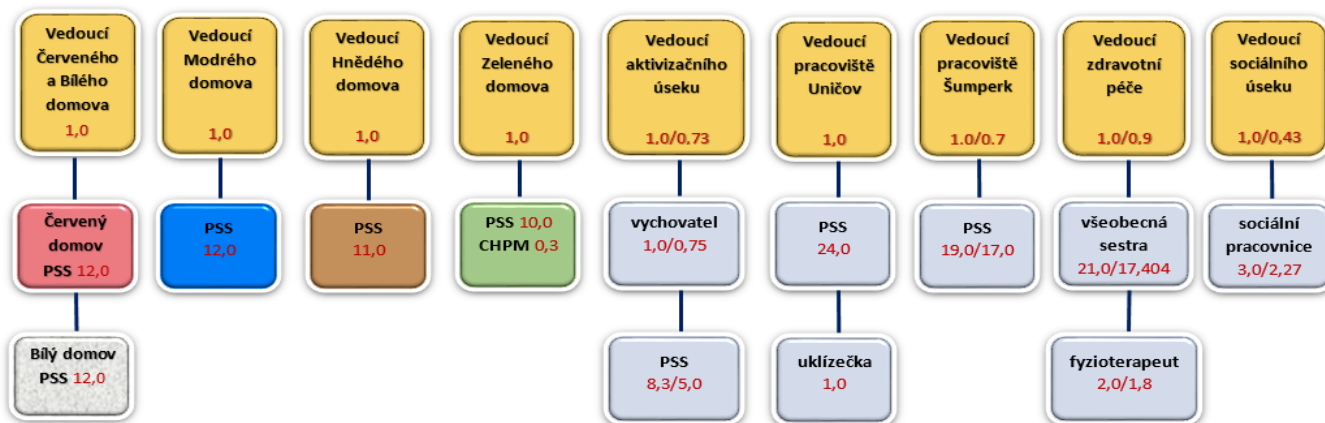 Vedoucí
Červeného
a Bílého
domova
1,0
Vedoucí
Modrého
domova
1,0
Vedoucí
Hnědého
domova
1,0
Vedoucí
Zeleného
domova
1,0
Vedoucí
aktivizačního
úseku
1.0/0,73
Vedoucí
pracoviště
Uničov
1,0
Vedoucí
pracoviště
Šumperk
1.0/0.7
Vedoucí
zdravotní
péče
1,0/0,9
Vedoucí
sociálního
úseku
1,0/0,43
Červený
domov
PSS 12,0
PSS
12,0
PSS
11,0
PSS 10,0
CHPM 0,3
vychovatel
1,0/0,75
PSS
24,0
PSS
19,0/17,0
všeobecná
sestra
21,0/17,404
sociální
pracovnice
3,0/2,27
Bílý domov
PSS 12,0
PSS
8,3/5,0
uklízečka
1,0
fyzioterapeut
2,0/1,8